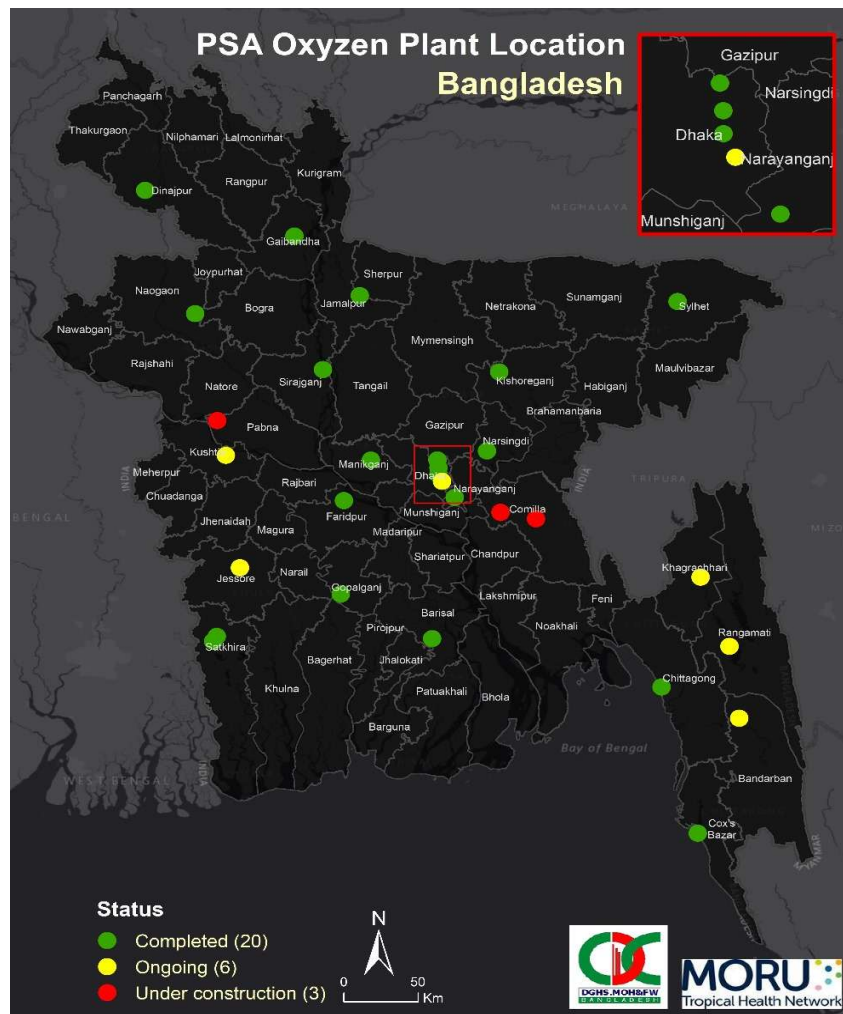 PSA Oxyzen Plant Location
Bangladesh
Gazipur
Narsingdi
Dhaka
Narayanganj
Munshiganj
Panchagarh
Thakurgaon
Nilphamari
Lalmonirhat
Kurigram
Rangpur
Dinajpur
MEGHALAYA
Gaibandha
Joypurhat
Sherpur
Naogaon
Jamalpur
Sunamganj
Bogra
Netrakona
Sylhet
Nawabganj
Mymensingh
Rajshahi
Maulvibazar
Sirajganj
Tangail
Kishoreganj
Habiganj
Natore
Brahamanbaria
Pabna
Gazipur
Narsingdi
Kushtia
Manikganj
Meherpur
INDIA
Dhaka
INDIA
TRIPURA
Rajbari
Narayanganj
Chuadanga
Faridpur
Munshiganj
Comilla
BENGAL
Jhenaidah
Magura
Madaripur
MIZO
Shariatpur
Chandpur
Khagrachhari
Jessore
Narail
Gopalganj
Lakshmipur
Feni
Barisal
Pirojpur
Noakhali
Rangamati
Satkhira
Bagerhat
Jhalokati
Chittagong
Khulna
Patuakhali
Bhola
Barguna
Bay of Bengal
WEST BENGAL
INDIA
Bandarban
Cox's
Bazar
Status
Completed (20)
Ongoing (6)
Under construction (3)
N
0 50
Km
CDC
DGHS.MOH&FW
BANGLADESH
MORU
Tropical Health Network